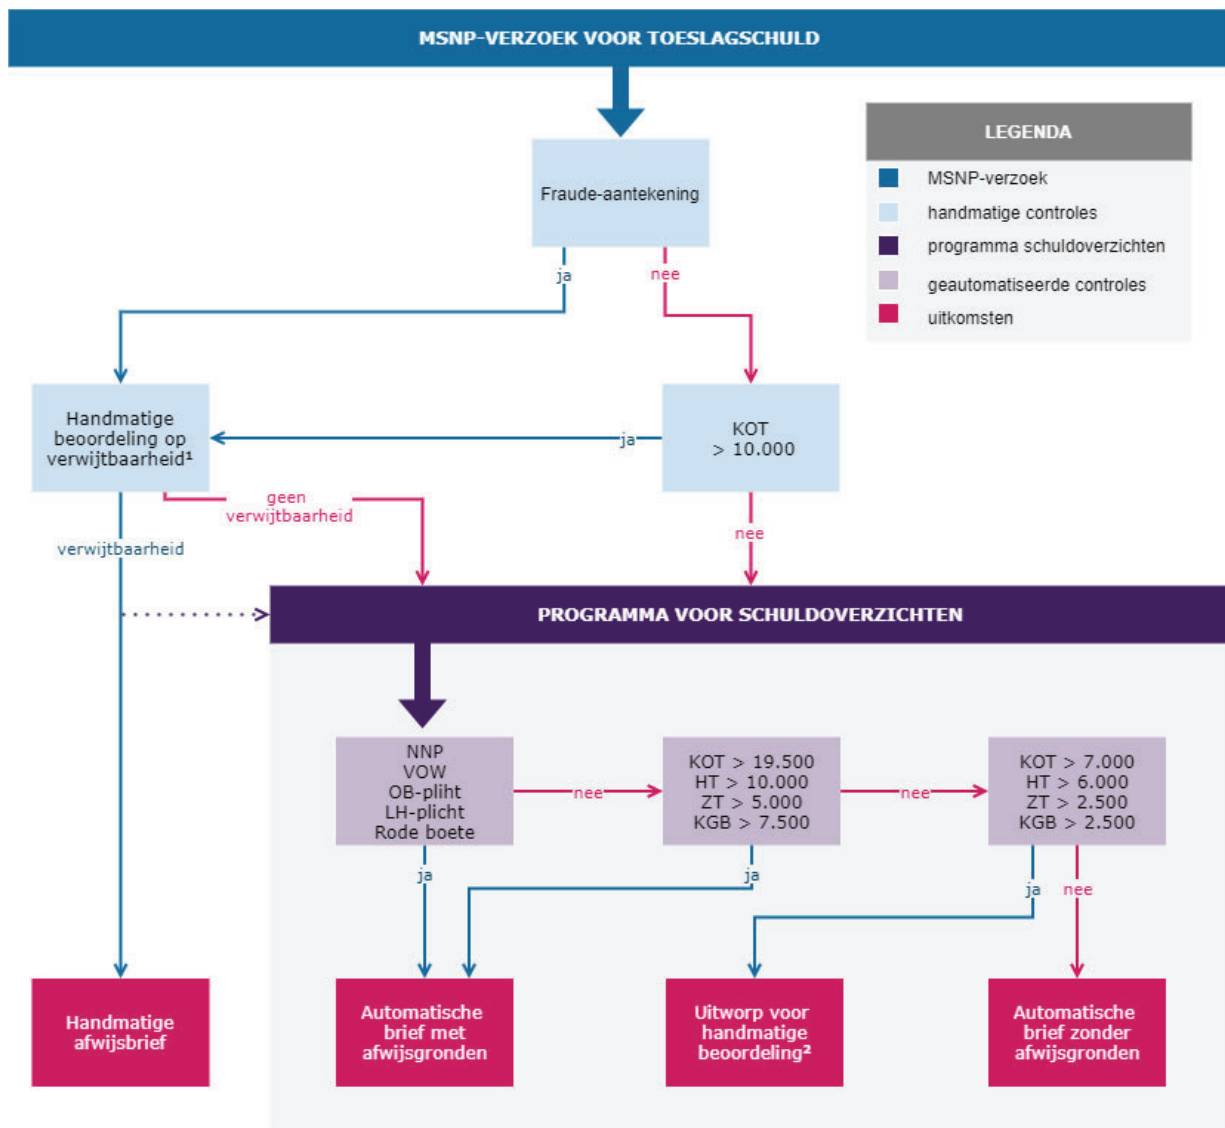 MSNP-VERZOEK VOOR TOESLAGSCHULD
LEGENDA
MSNP-verzoek
handmatige controles
programma schuldoverzichten
geautomatiseerde controles
uitkomsten
Fraude-aantekening
ja
nee
Handmatige
beoordeling op
verwijtbaarheid¹
ja
KOT
> 10.000
geen
verwijtbaarheid
verwijtbaarheid
nee
PROGRAMMA VOOR SCHULDOVERZICHTEN
NNP
VOW
OB-pliht
LH-plicht
Rode boete
nee
KOT > 19.500
HT > 10.000
ZT > 5.000
KGB > 7.500
nee
KOT > 7.000
HT > 6.000
ZT > 2.500
KGB > 2.500
ja
ja
ja
nee
Handmatige
afwijsbrief
Automatische
brief met
afwijsgronden
Uitworp voor
handmatige
beoordeling²
Automatische
brief zonder
afwijsgronden